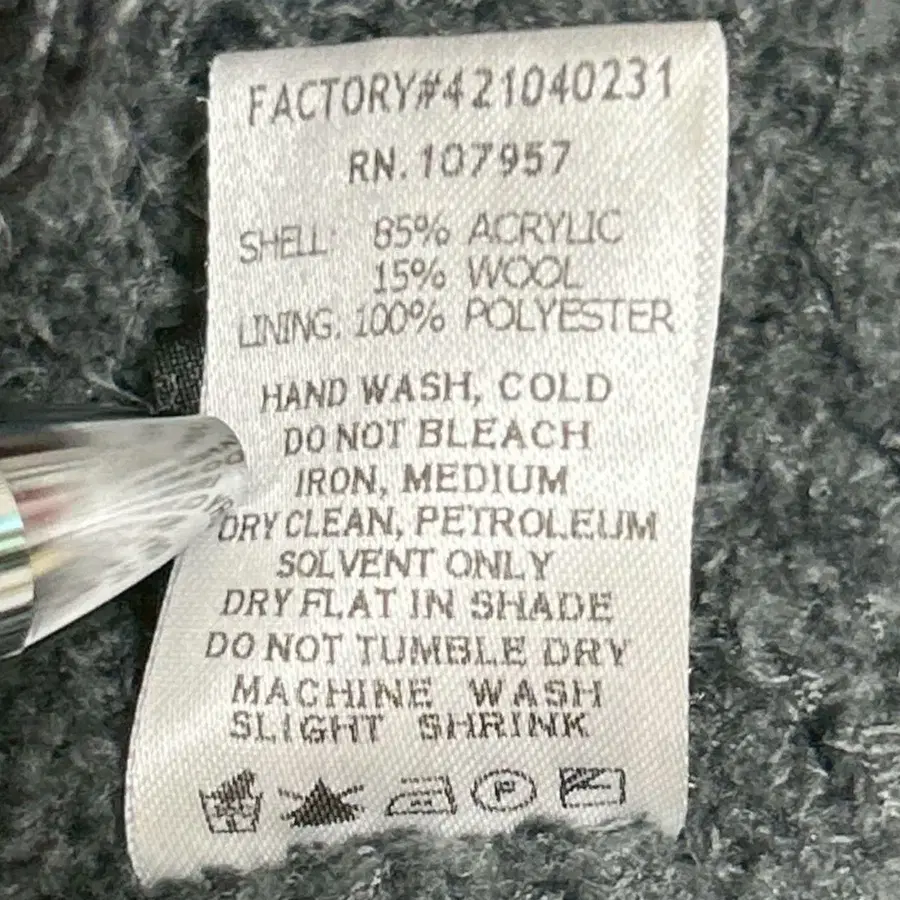 FACTORY#421040231
RN. 107957
SHELL: 85% ACRYLIC
15% WOOL
LINING: 100% POLYESTER
HAND WASH, COLD
DO NOT BLEACH
IRON, MEDIUM
DRY CLEAN, PETROLEUM
SOLVENT ONLY
DRY FLAT IN SHADE
DO NOT TUMBLE DRY
MACHINE WASH
SLIGHT SHRINK
P